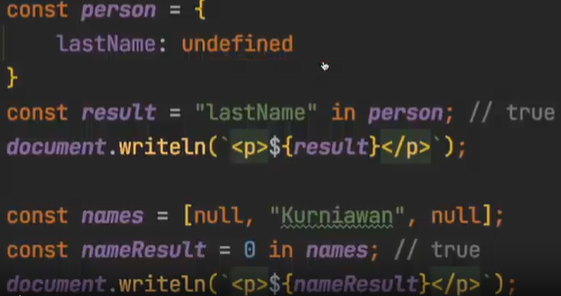 const person = {
    lastName: undefined
}
const result = "lastName" in person; // true
document.writeln(`<p>${result}</p>`);
const names = [null, "Kurniawan", null];
const nameResult = 0 in names; // true
document.writeln(`<p>${nameResult}</p>`);